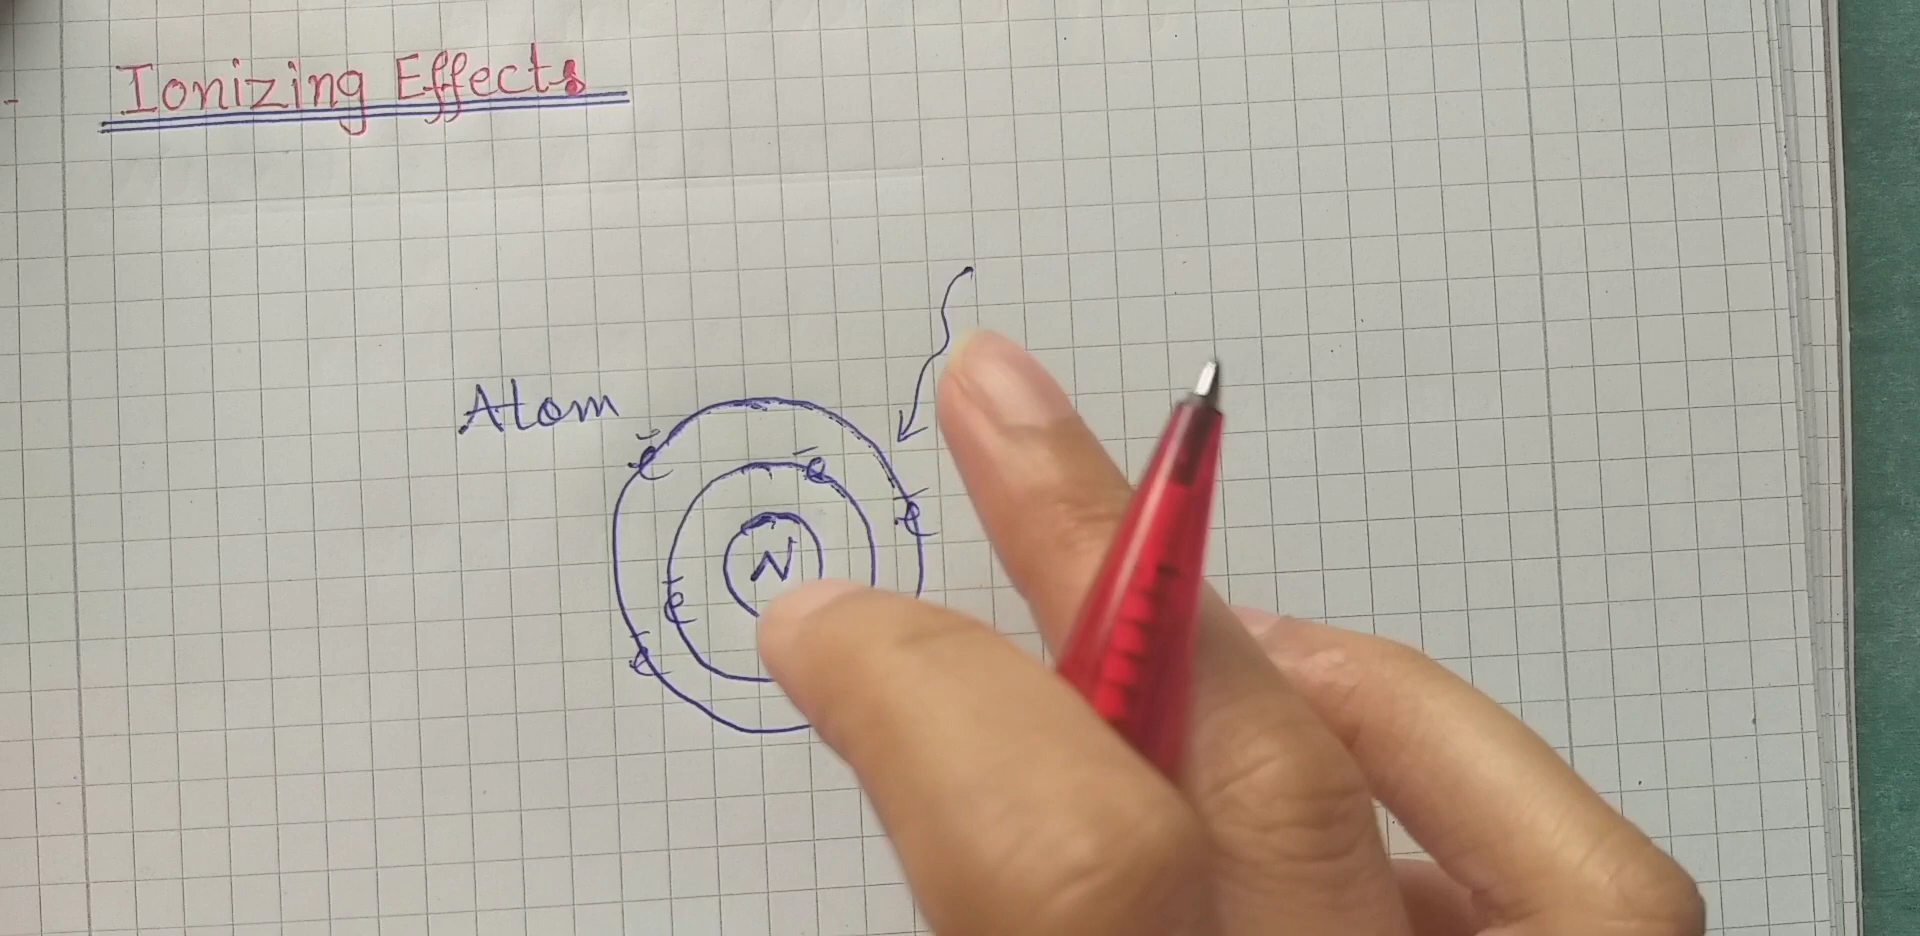 Ionizing Effects
Atom
e̅
e̅
e̅
N
e̅
e̅